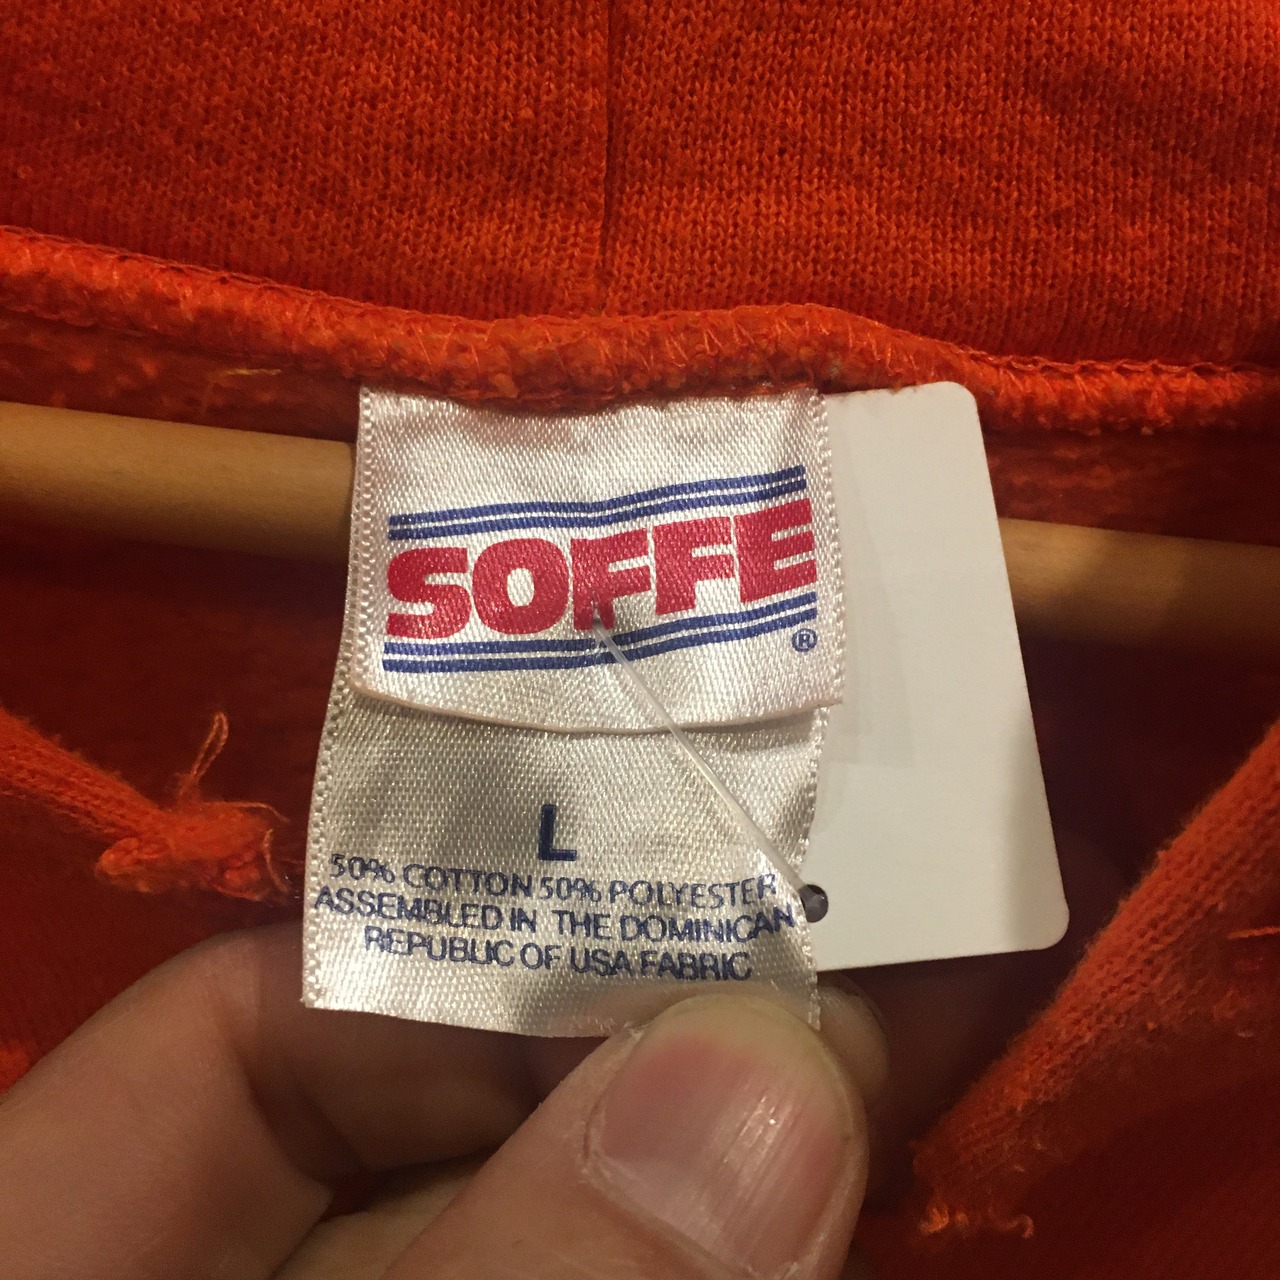 SOFFE
®
L
50% COTTON 50% POLYESTER
ASSEMBLED IN THE DOMINICAN
REPUBLIC OF USA FABRIC